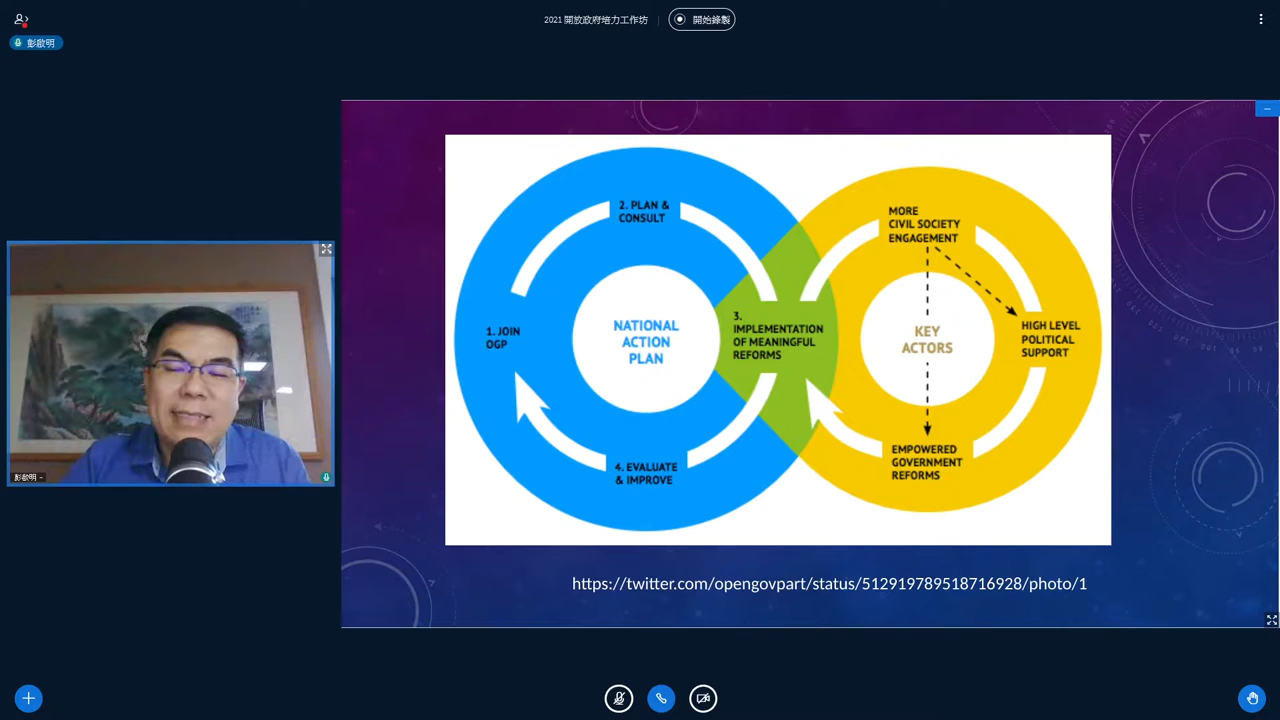 2021 開放政府培力工作坊
開始錄製
彭啟明
彭啟明
2. PLAN &
CONSULT
1. JOIN
OGP
NATIONAL
ACTION
PLAN
3.
IMPLEMENTATION
OF MEANINGFUL
REFORMS
4. EVALUATE
& IMPROVE
MORE
CIVIL SOCIETY
ENGAGEMENT
KEY
ACTORS
HIGH LEVEL
POLITICAL
SUPPORT
EMPOWERED
GOVERNMENT
REFORMS
https://twitter.com/opengovpart/status/512919789518716928/photo/1